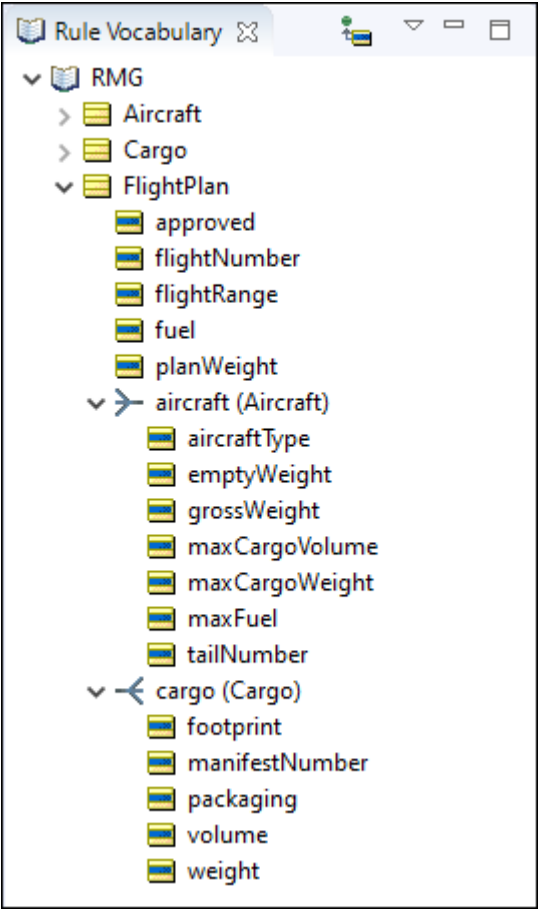 Rule Vocabulary
RMG
Aircraft
Cargo
FlightPlan
approved
flightNumber
flightRange
fuel
planWeight
aircraft (Aircraft)
aircraftType
emptyWeight
grossWeight
maxCargoVolume
maxCargoWeight
maxFuel
tailNumber
cargo (Cargo)
footprint
manifestNumber
packaging
volume
weight